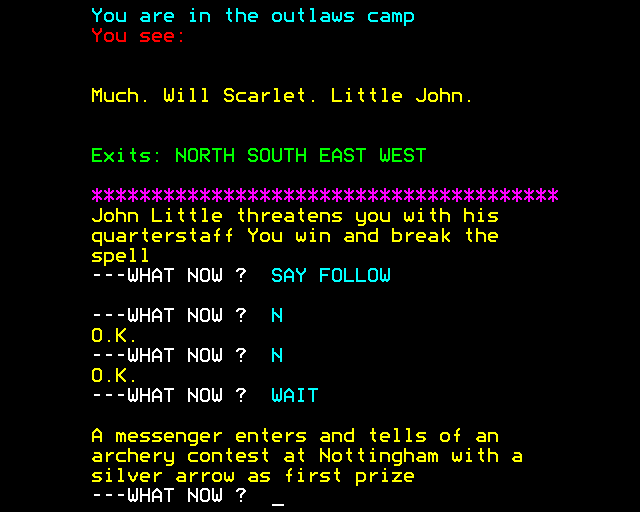 You are in the outlaws camp
You see:
Much. Will Scarlet. Little John.
Exits: NORTH SOUTH EAST WEST
***************************************
John Little threatens you with his
quarterstaff You win and break the
spell
---WHAT NOW ?  SAY FOLLOW
---WHAT NOW ?  N
O.K.
---WHAT NOW ?  N
O.K.
---WHAT NOW ?  WAIT
A messenger enters and tells of an
archery contest at Nottingham with a
silver arrow as first prize
---WHAT NOW ?  _